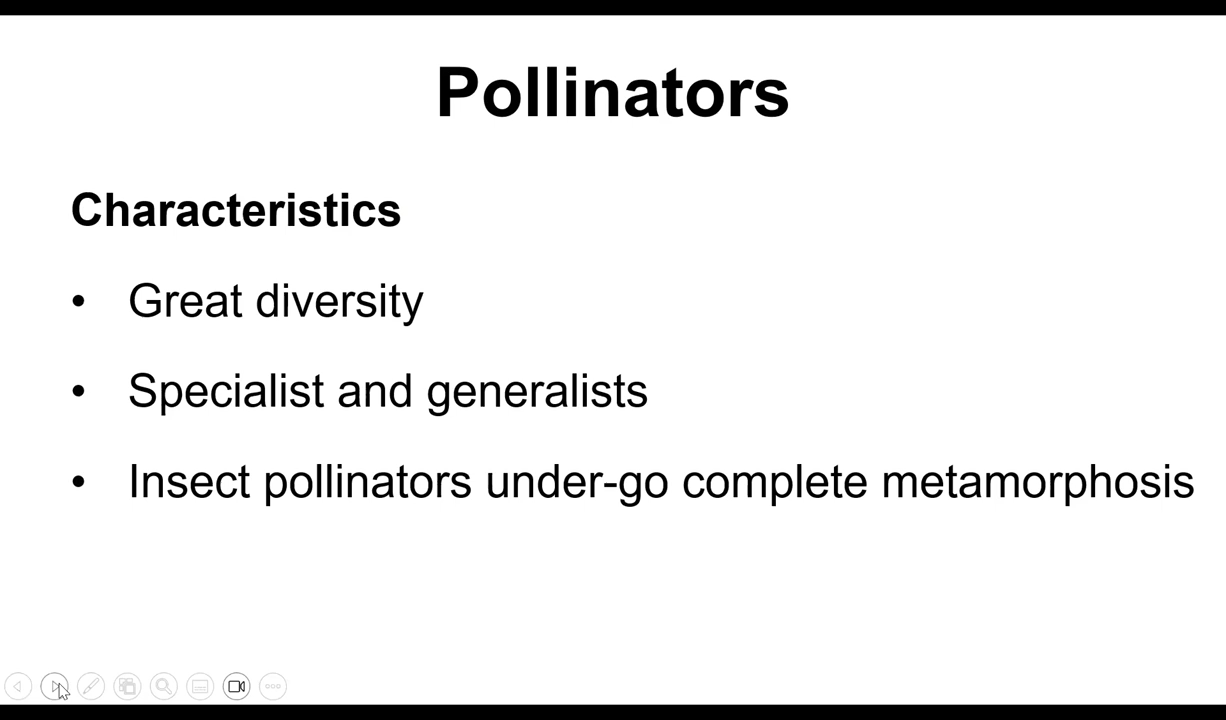 Pollinators
Characteristics
• Great diversity
• Specialist and generalists
• Insect pollinators under-go complete metamorphosis